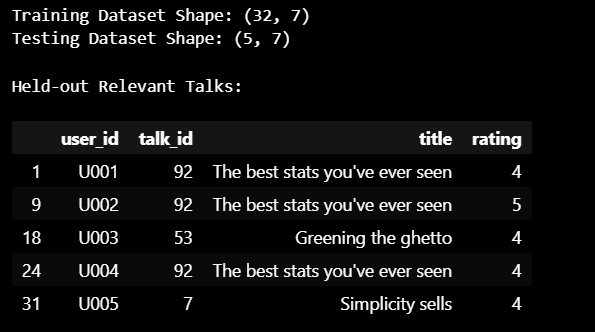 Training Dataset Shape: (32, 7)
Testing Dataset Shape: (5, 7)
Held-out Relevant Talks:
user_id talk_id title rating
1 U001 92 The best stats you've ever seen 4
9 U002 92 The best stats you've ever seen 5
18 U003 53 Greening the ghetto 4
24 U004 92 The best stats you've ever seen 4
31 U005 7 Simplicity sells 4